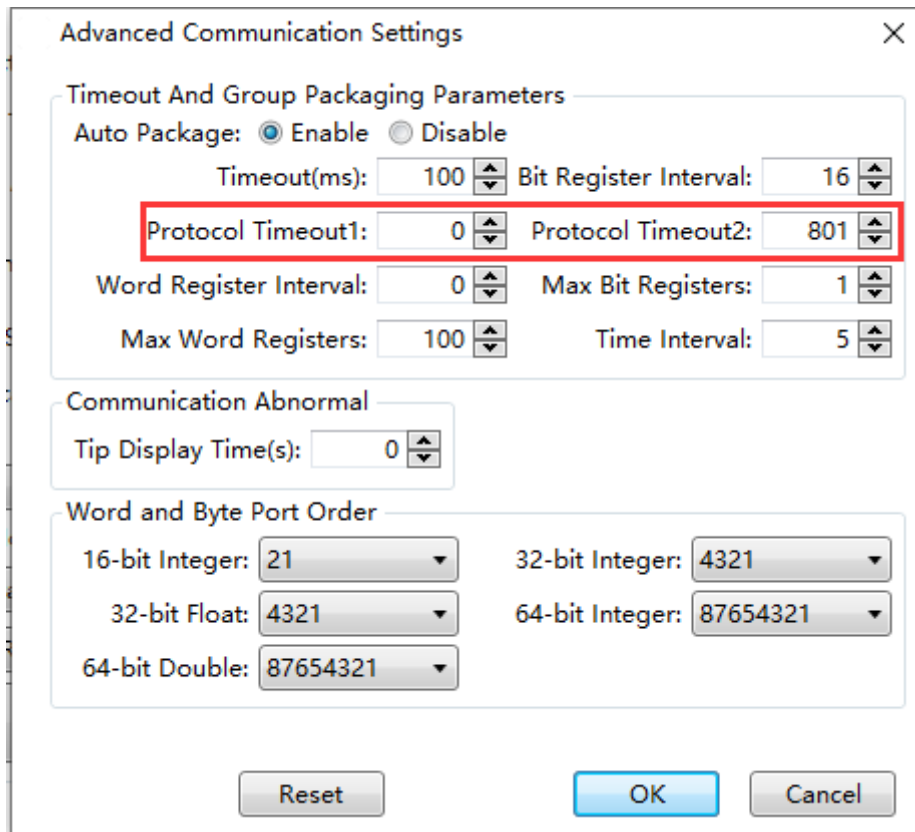 Advanced Communication Settings
Timeout And Group Packaging Parameters
Auto Package: Enable Disable
Timeout(ms): 100 Bit Register Interval: 16
Protocol Timeout1: 0 Protocol Timeout2: 801
Word Register Interval: 0 Max Bit Registers: 1
Max Word Registers: 100 Time Interval: 5
Communication Abnormal
Tip Display Time(s): 0
Word and Byte Port Order
16-bit Integer: 21 32-bit Integer: 4321
32-bit Float: 4321 64-bit Integer: 87654321
64-bit Double: 87654321
Reset OK Cancel